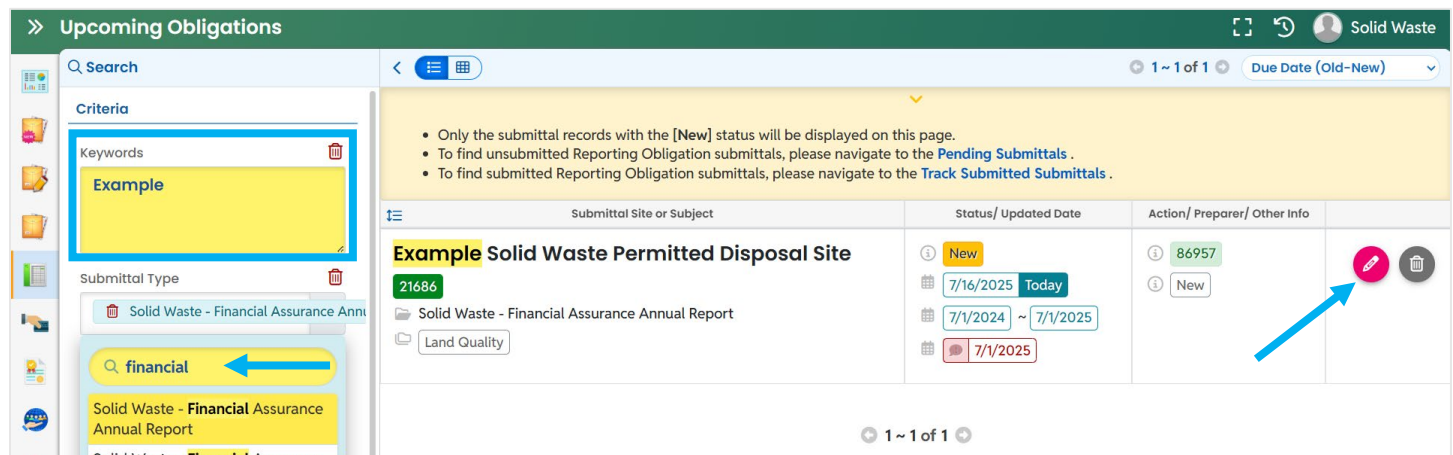 Upcoming Obligations
Solid Waste
Search
1 ~ 1 of 1
Due Date (Old-New)
Criteria
Keywords
Example
Submittal Type
Solid Waste - Financial Assurance Annu
financial
Solid Waste - Financial Assurance
Annual Report
Only the submittal records with the [New] status will be displayed on this page.
To find unsubmitted Reporting Obligation submittals, please navigate to the Pending Submittals .
To find submitted Reporting Obligation submittals, please navigate to the Track Submitted Submittals .
Submittal Site or Subject
Status/ Updated Date
Action/ Preparer/ Other Info
Example Solid Waste Permitted Disposal Site
21686
Solid Waste - Financial Assurance Annual Report
Land Quality
New
7/16/2025 Today
7/1/2024 ~ 7/1/2025
7/1/2025
86957
New
1 ~ 1 of 1